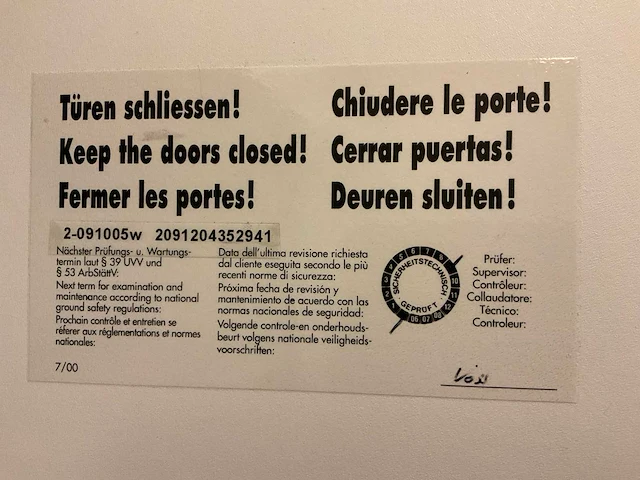 Türen schliessen!
Keep the doors closed!
Fermer les portes!
Chiudere le porte!
Cerrar puertas!
Deuren sluiten!
2-091005w 2091204352941
Nächster Prüfungs- u. Wartungs-
termin laut § 39 UVV und
§ 53 ArbStättV:
Next term for examination and
maintenance according to national
ground safety regulations:
Prochain contrôle et entretien se
référer aux réglementations et normes
nationales:
7/00
Data dell'ultima revisione richiesta
dal cliente eseguita secondo le più
recenti norme di sicurezza:
Próxima fecha de revisión y
mantenimiento de acuerdo con las
normas nacionales de seguridad:
Volgende controle-en onderhouds-
beurt volgens nationale veiligheids-
voorschriften:
SICHERHEITSTECHNISCH
GEPRÜFT
06 07 08
Prüfer:
Supervisor:
Contrôleur:
Collaudatore:
Técnico:
Controleur: